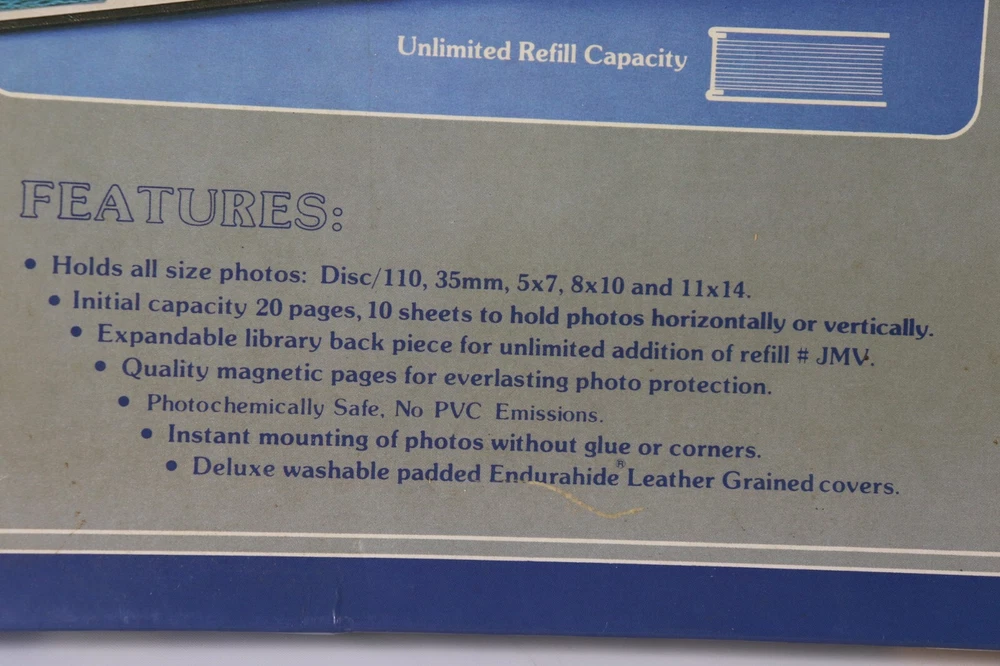 Unlimited Refill Capacity
FEATURES:
• Holds all size photos: Disc/110, 35mm, 5x7, 8x10 and 11x14.
• Initial capacity 20 pages, 10 sheets to hold photos horizontally or vertically.
• Expandable library back piece for unlimited addition of refill # JMV.
• Quality magnetic pages for everlasting photo protection.
• Photochemically Safe, No PVC Emissions.
• Instant mounting of photos without glue or corners.
• Deluxe washable padded Endurahide® Leather Grained covers.